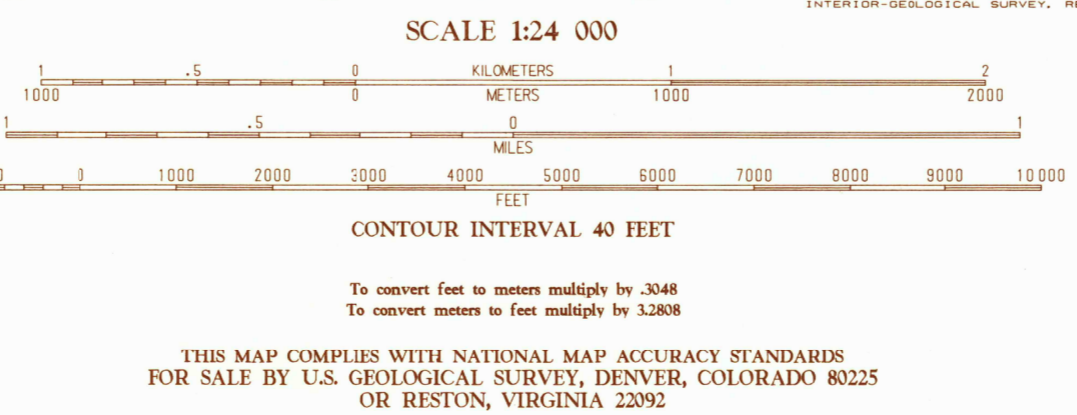 INTERIOR-GEOLOGICAL SURVEY, RE
SCALE 1:24 000
1 .5 0 KILOMETERS 1 2
1000 0 METERS 1000 2000
1 .5 0 1
MILES
0 0 1000 2000 3000 4000 5000 6000 7000 8000 9000 10 000
FEET
CONTOUR INTERVAL 40 FEET
To convert feet to meters multiply by .3048
To convert meters to feet multiply by 3.2808
THIS MAP COMPLIES WITH NATIONAL MAP ACCURACY STANDARDS
FOR SALE BY U.S. GEOLOGICAL SURVEY, DENVER, COLORADO 80225
OR RESTON, VIRGINIA 22092